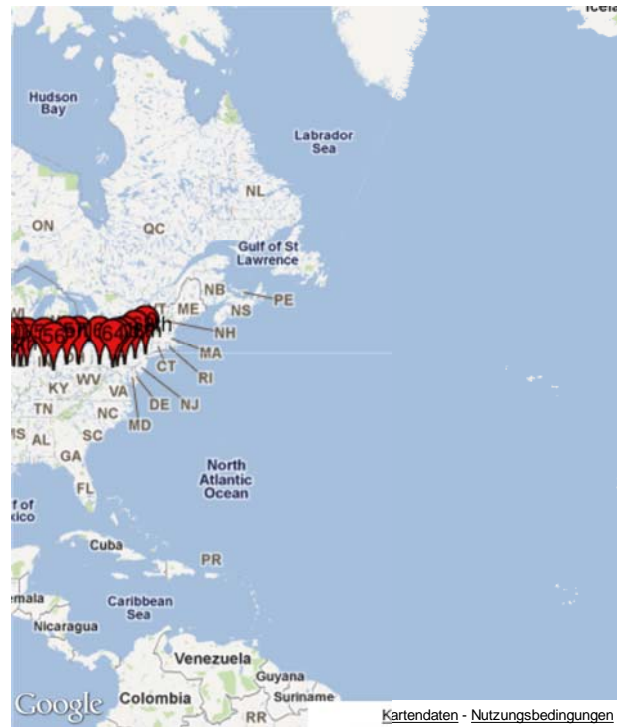 Hudson
Bay
Labrador
Sea
NL
ON
QC
Gulf of St
Lawrence
NB
PE
ME
NS
NH
MA
CT
RI
56
64
KY
WV
VA
DE
NJ
TN
NC
MD
AL
SC
GA
FL
North
Atlantic
Ocean
Cuba
PR
Caribbean
Sea
Nicaragua
Venezuela
Guyana
Suriname
Colombia
RR
Google
Kartendaten - Nutzungsbedingungen